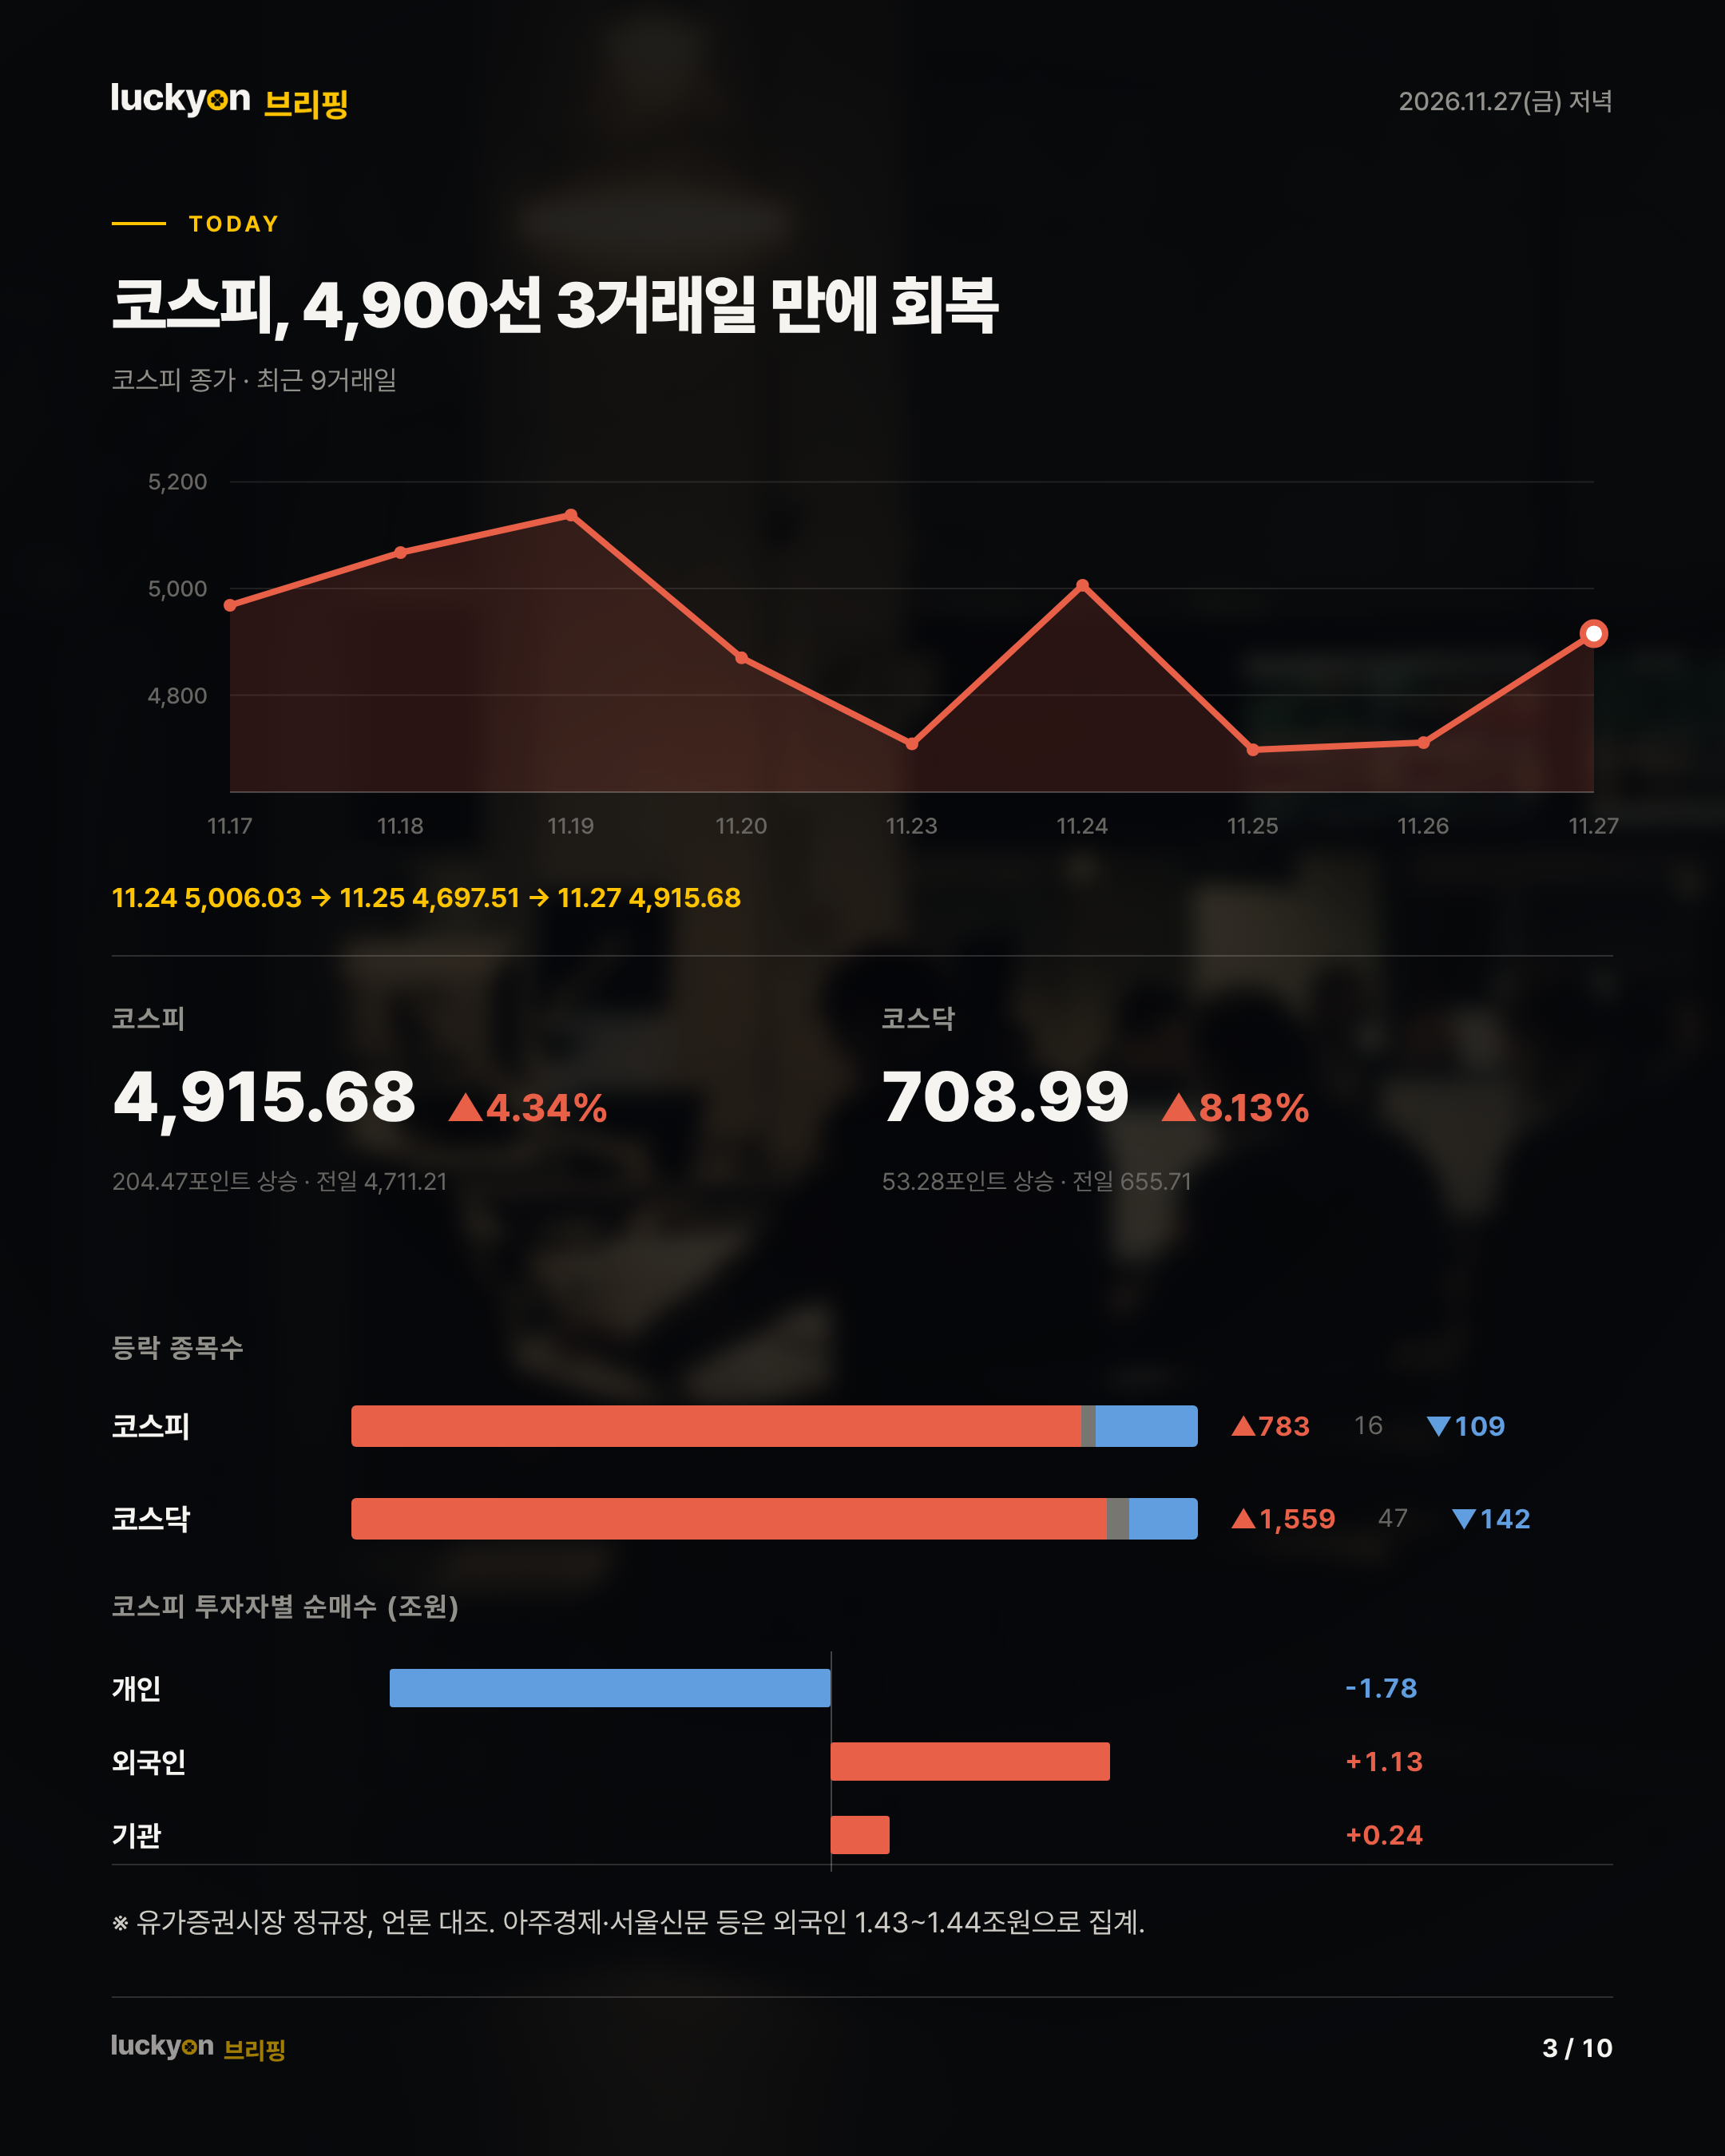 luckyon 브리핑
2026.11.27(금) 저녁
TODAY
코스피, 4,900선 3거래일 만에 회복
코스피 종가 · 최근 9거래일
5,200
5,000
4,800
11.17 11.18 11.19 11.20 11.23 11.24 11.25 11.26 11.27
11.24 5,006.03 → 11.25 4,697.51 → 11.27 4,915.68
코스피 코스닥
4,915.68 ▲4.34% 708.99 ▲8.13%
204.47포인트 상승 · 전일 4,711.21 53.28포인트 상승 · 전일 655.71
등락 종목수
코스피 ▲783 16 ▼109
코스닥 ▲1,559 47 ▼142
코스피 투자자별 순매수 (조원)
개인 -1.78
외국인 +1.13
기관 +0.24
※ 유가증권시장 정규장, 언론 대조. 아주경제·서울신문 등은 외국인 1.43~1.44조원으로 집계.
luckyon 브리핑
3 / 10